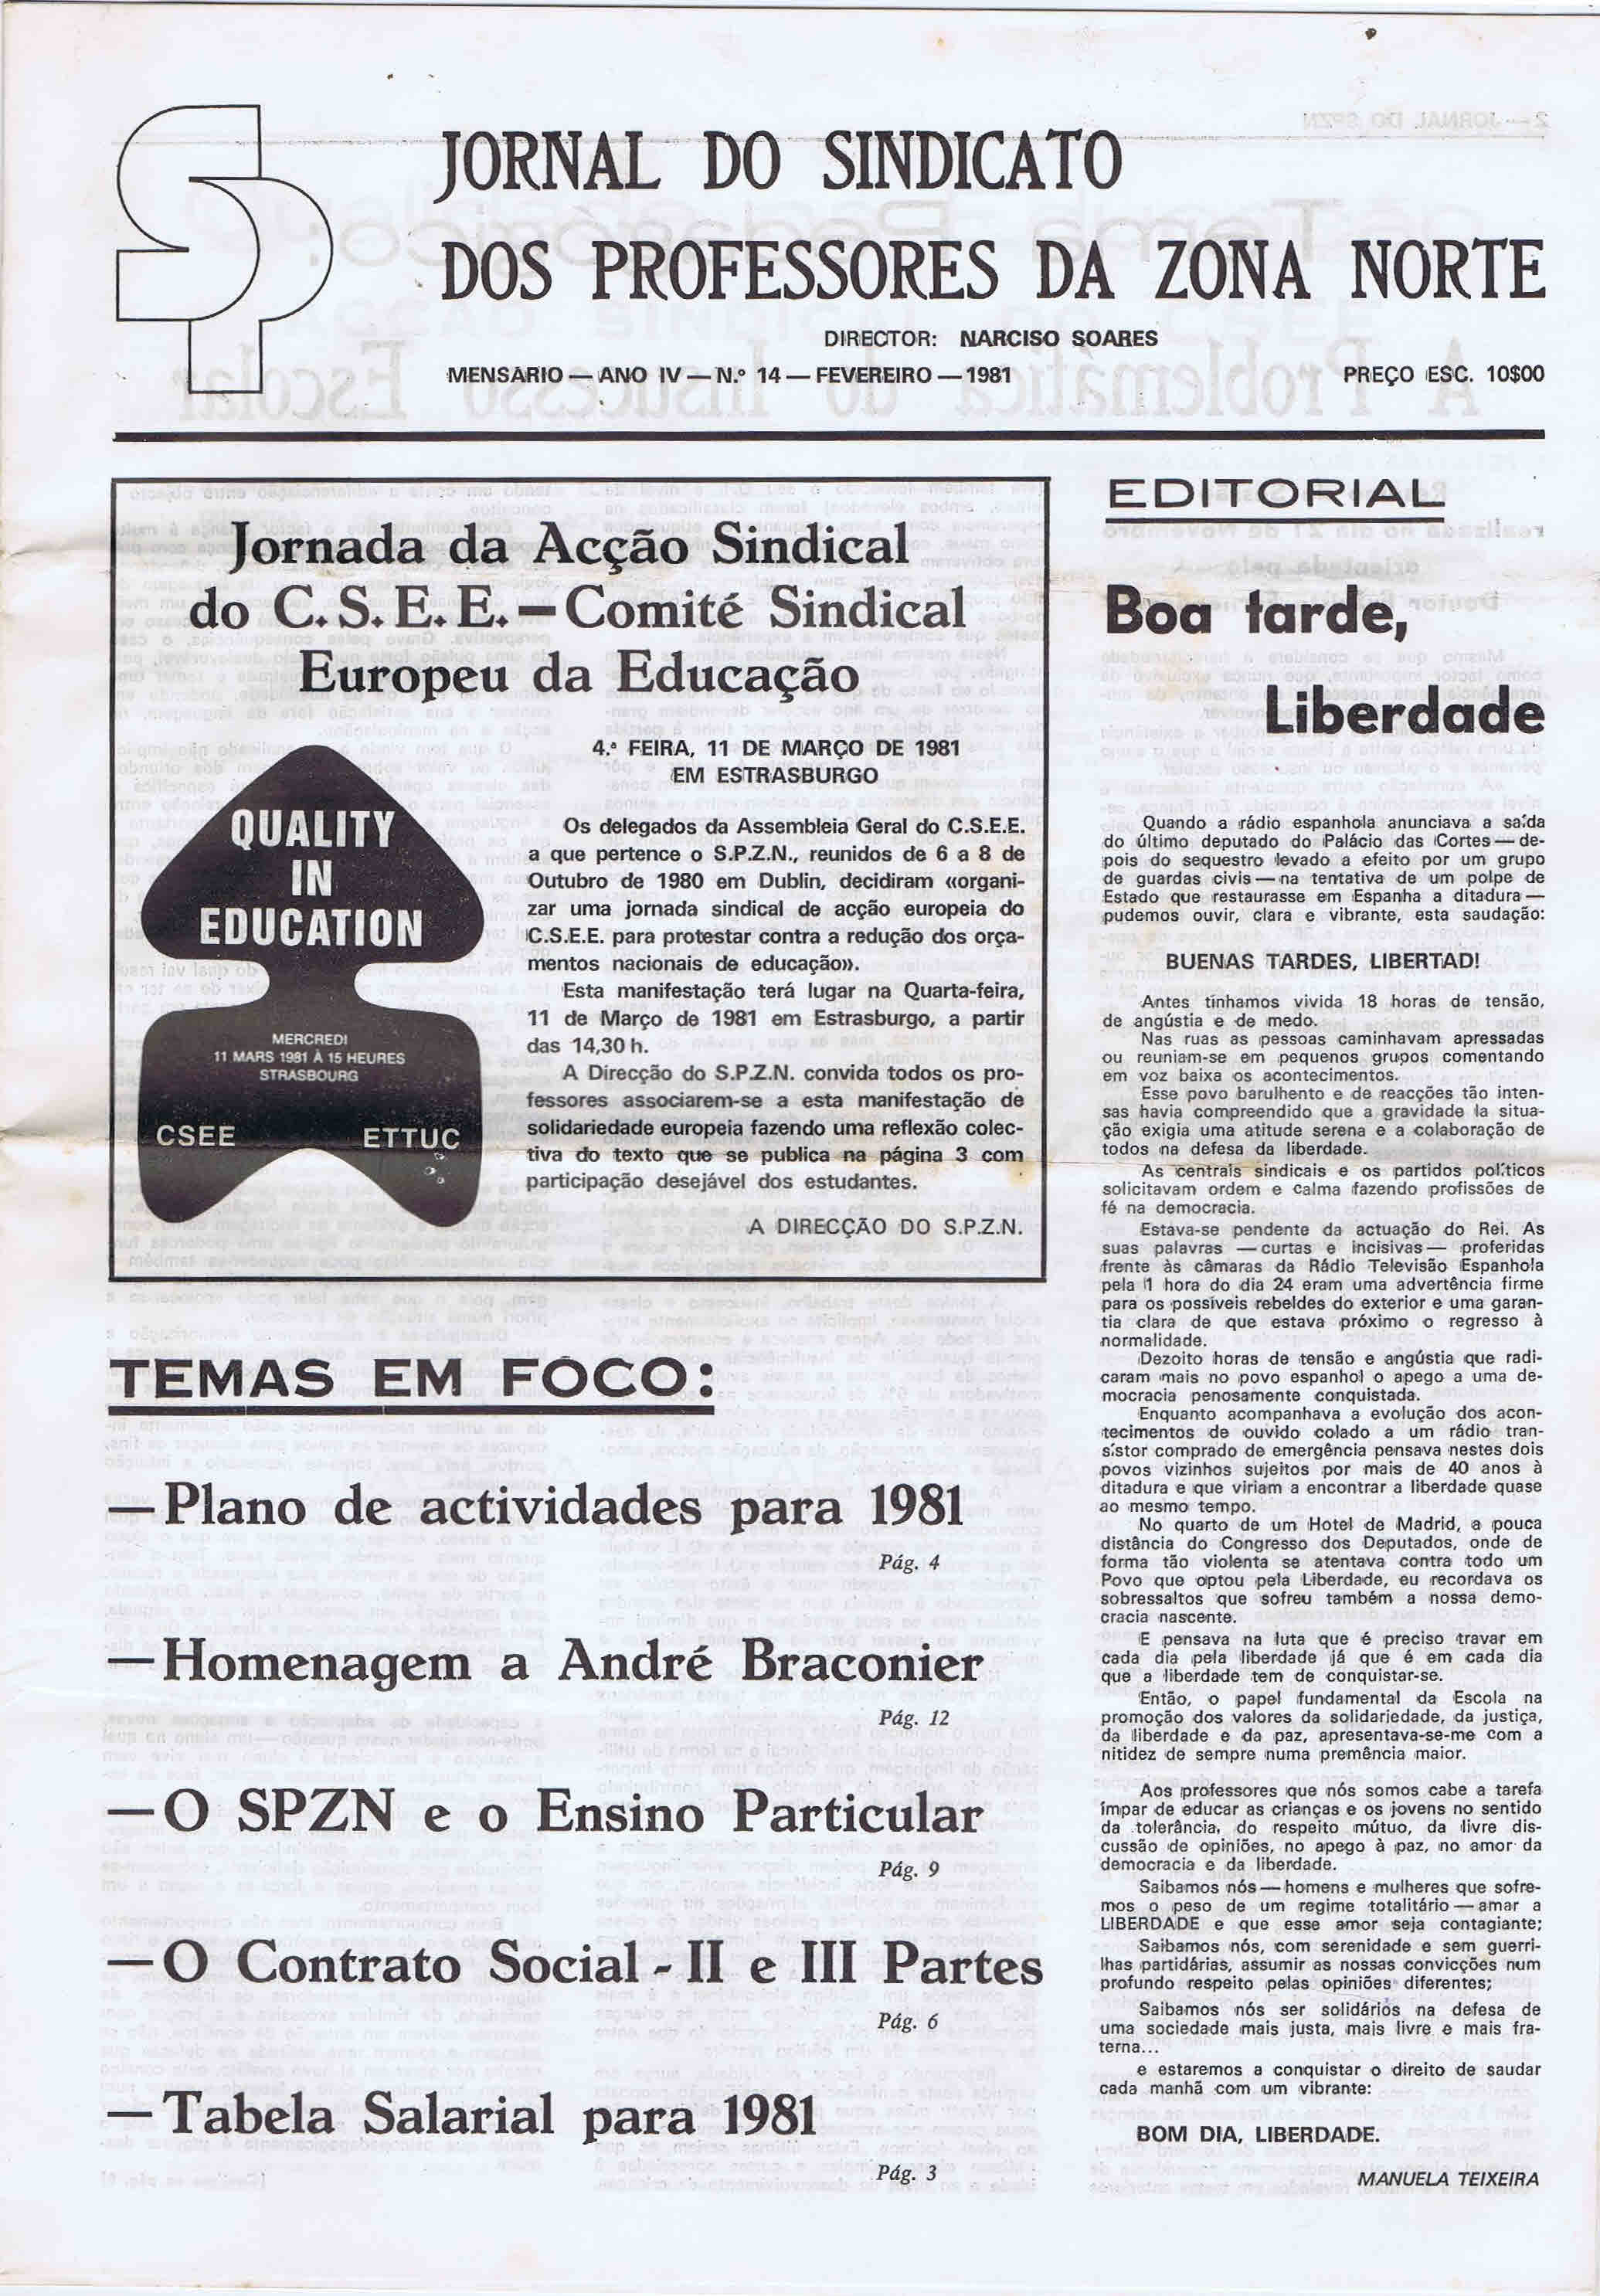 JORNAL DO SINDICATO
DOS PROFESSORES DA ZONA NORTE
DIRECTOR: NARCISO SOARES
MENSÁRIO — ANO IV — N.º 14 — FEVEREIRO — 1981
PREÇO ESC. 10$00
Jornada da Acção Sindical
do C. S. E. E. — Comité Sindical
Europeu da Educação
QUALITY
IN
EDUCATION
MERCREDI
11 MARS 1981 À 15 HEURES
STRASBOURG
CSEE ETTUC
4.ª FEIRA, 11 DE MARÇO DE 1981
EM ESTRASBURGO
Os delegados da Assembleia Geral do C.S.E.E.
a que pertence o S.P.Z.N., reunidos de 6 a 8 de
Outubro de 1980 em Dublin, decidiram «organi-
zar uma jornada sindical de acção europeia do
C.S.E.E. para protestar contra a redução dos orça-
mentos nacionais de educação».
Esta manifestação terá lugar na Quarta-feira,
11 de Março de 1981 em Estrasburgo, a partir
das 14,30 h.
A Direcção do S.P.Z.N. convida todos os pro-
fessores associarem-se a esta manifestação de
solidariedade europeia fazendo uma reflexão colec-
tiva do texto que se publica na página 3 com
participação desejável dos estudantes.
A DIRECÇÃO DO S.P.Z.N.
TEMAS EM FOCO:
— Plano de actividades para 1981
Pág. 4
— Homenagem a André Braconier
Pág. 12
— O SPZN e o Ensino Particular
Pág. 9
— O Contrato Social - II e III Partes
Pág. 6
— Tabela Salarial para 1981
Pág. 3
EDITORIAL
Boa tarde,
Liberdade
Quando a rádio espanhola anunciava a saída
do último deputado do Palácio das Cortes — de-
pois do sequestro levado a efeito por um grupo
de guardas civis — na tentativa de um polpe de
Estado que restaurasse em Espanha a ditadura —
pudemos ouvir, clara e vibrante, esta saudação:
BUENAS TARDES, LIBERTAD!
Antes tínhamos vivida 18 horas de tensão,
de angústia e de medo.
Nas ruas as pessoas caminhavam apressadas
ou reuniam-se em pequenos grupos comentando
em voz baixa os acontecimentos.
Esse povo barulhento e de reacções tão inten-
sas havia compreendido que a gravidade la situa-
ção exigia uma atitude serena e a colaboração de
todos na defesa da liberdade.
As centrais sindicais e os partidos políticos
solicitavam ordem e calma fazendo profissões de
fé na democracia.
Estava-se pendente da actuação do Rei. As
suas palavras — curtas e incisivas — proferidas
frente às câmaras da Rádio Televisão Espanhola
pela 1 hora do dia 24 eram uma advertência firme
para os possíveis rebeldes do exterior e uma garan-
tia clara de que estava próximo o regresso à
normalidade.
Dezoito horas de tensão e angústia que radi-
caram mais no povo espanhol o apego a uma de-
mocracia penosamente conquistada.
Enquanto acompanhava a evolução dos acon-
tecimentos de ouvido colado a um rádio tran-
sístor comprado de emergência pensava nestes dois
povos vizinhos sujeitos por mais de 40 anos à
ditadura e que viriam a encontrar a liberdade quase
ao mesmo tempo.
No quarto de um Hotel de Madrid, a pouca
distância do Congresso dos Deputados, onde de
forma tão violenta se atentava contra todo um
Povo que optou pela Liberdade, eu recordava os
sobressaltos que sofreu também a nossa demo-
cracia nascente.
E pensava na luta que é preciso travar em
cada dia pela liberdade já que é em cada dia
que a liberdade tem de conquistar-se.
Então, o papel fundamental da Escola na
promoção dos valores da solidariedade, da justiça,
da liberdade e da paz, apresentava-se-me com a
nitidez de sempre numa premência maior.
Aos professores que nós somos cabe a tarefa
ímpar de educar as crianças e os jovens no sentido
da tolerância, do respeito mútuo, da livre dis-
cussão de opiniões, no apego à paz, no amor da
democracia e da liberdade.
Saibamos nós — homens e mulheres que sofre-
mos o peso de um regime totalitário — amar a
LIBERDADE e que esse amor seja contagiante;
Saibamos nós, com serenidade e sem guerri-
lhas partidárias, assumir as nossas convicções num
profundo respeito pelas opiniões diferentes;
Saibamos nós ser solidários na defesa de
uma sociedade mais justa, mais livre e mais fra-
terna...
e estaremos a conquistar o direito de saudar
cada manhã com um vibrante:
BOM DIA, LIBERDADE.
MANUELA TEIXEIRA